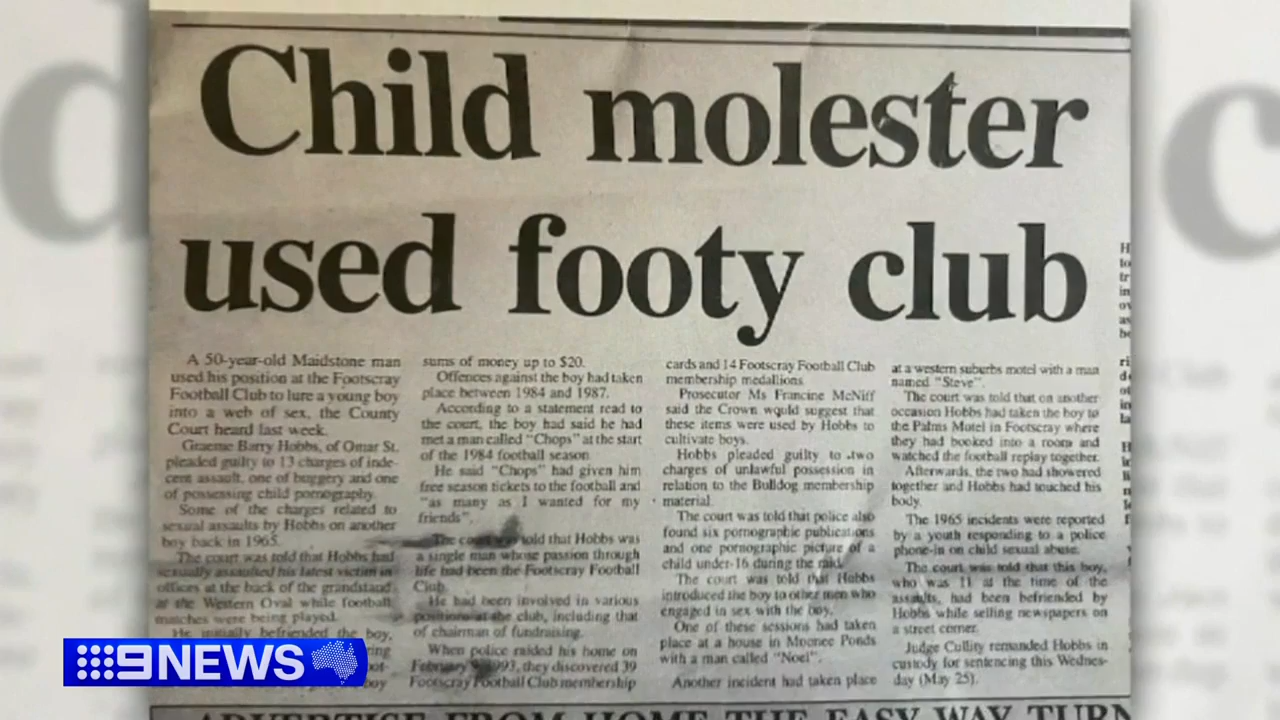 Child molester
used footy club
A 50-year-old Maidstone man
used his position at the Footscray
Football Club to lure a young boy
into a web of sex, the County
Court heard last week.
Graeme Barry Hobbs, of Omar St.
pleaded guilty to 13 charges of inde-
cent assault, one of buggery and one
of possessing child pornography.
Some of the charges related to
sexual assaults by Hobbs on another
boy back in 1965.
The court was told that Hobbs had
sexually assaulted his latest victim in
offices at the back of the grandstand
at the Western Oval while football
matches were being played.
He initially befriended the boy,
sums of money up to $20.
Offences against the boy had taken
place between 1984 and 1987.
According to a statement read to
the court, the boy had said he had
met a man called "Chops" at the start
of the 1984 football season.
He said "Chops" had given him
free season tickets to the football and
"as many as I wanted for my
friends".
The court was told that Hobbs was
a single man whose passion through
life had been the Footscray Football
Club.
He had been involved in various
positions at the club, including that
of chairman of fundraising.
When police raided his home on
February 1993, they discovered 39
Footscray Football Club membership
cards and 14 Footscray Football Club
membership medallions.
Prosecutor Ms Francine McNiff
said the Crown would suggest that
these items were used by Hobbs to
cultivate boys.
Hobbs pleaded guilty to two
charges of unlawful possession in
relation to the Bulldog membership
material.
The court was told that police also
found six pornographic publications
and one pornographic picture of a
child under-16 during the raid.
The court was told that Hobbs
introduced the boy to other men who
engaged in sex with the boy.
One of these sessions had taken
place at a house in Moonee Ponds
with a man called "Noel".
Another incident had taken place
at a western suburbs motel with a man
named "Steve".
The court was told that on another
occasion Hobbs had taken the boy to
the Palms Motel in Footscray where
they had booked into a room and
watched the football replay together.
Afterwards, the two had showered
together and Hobbs had touched his
body.
The 1965 incidents were reported
by a youth responding to a police
phone-in on child sexual abuse.
The court was told that this boy,
who was 11 at the time of the
assaults, had been befriended by
Hobbs while selling newspapers on
a street corner.
Judge Cullity remanded Hobbs in
custody for sentencing this Wednes-
day (May 25).
ADVERTISE FROM HOME THE EASY WAY TURN
9NEWS